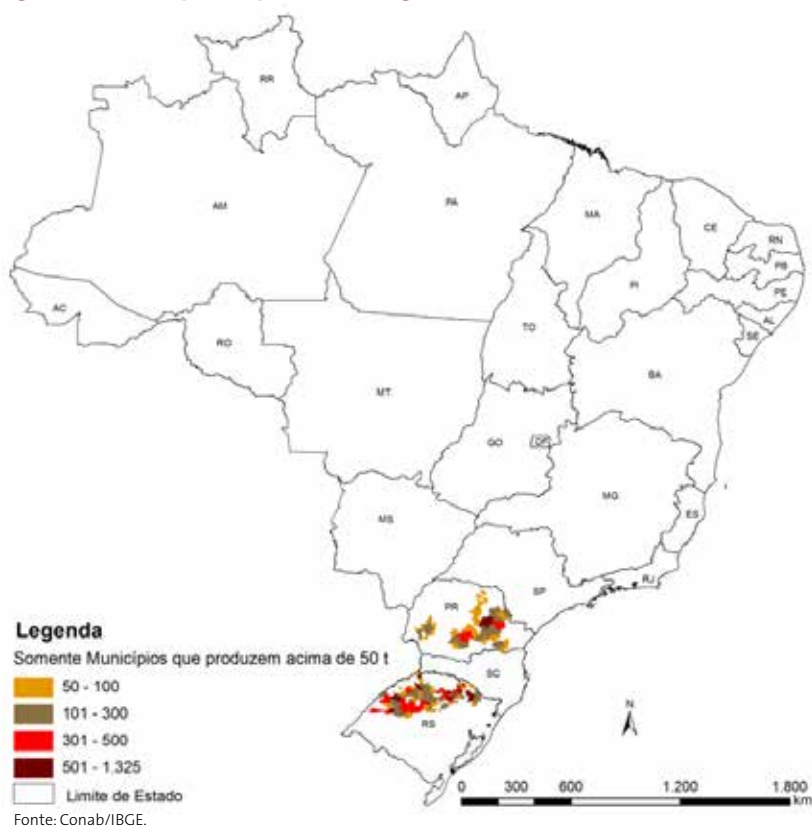 RR
AP
AM
PA
MA
CE
RN
PB
PE
AL
SE
PI
AC
RO
TO
BA
MT
GO
DF
MG
ES
MS
SP
RJ
PR
SC
RS
Legenda
Somente Municípios que produzem acima de 50 t
50 - 100
101 - 300
301 - 500
501 - 1.325
Limite de Estado
N
0 300 600 1.200 1.800
km
Fonte: Conab/IBGE.